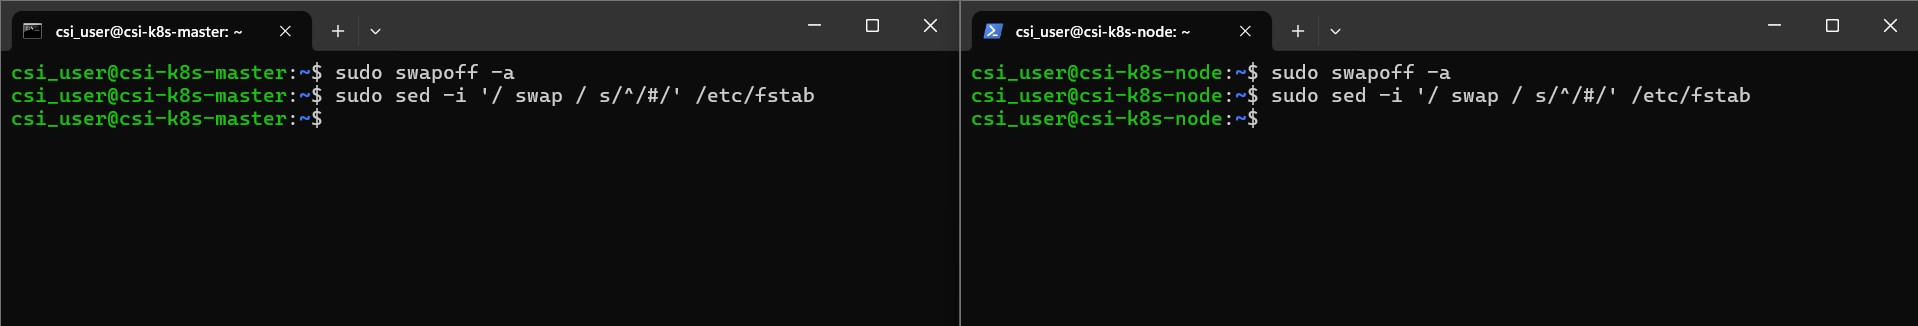 csi_user@csi-k8s-master: ~
csi_user@csi-k8s-master:~$ sudo swapoff -a
csi_user@csi-k8s-master:~$ sudo sed -i '/ swap / s/^/#/' /etc/fstab
csi_user@csi-k8s-master:~$
csi_user@csi-k8s-node: ~
csi_user@csi-k8s-node:~$ sudo swapoff -a
csi_user@csi-k8s-node:~$ sudo sed -i '/ swap / s/^/#/' /etc/fstab
csi_user@csi-k8s-node:~$